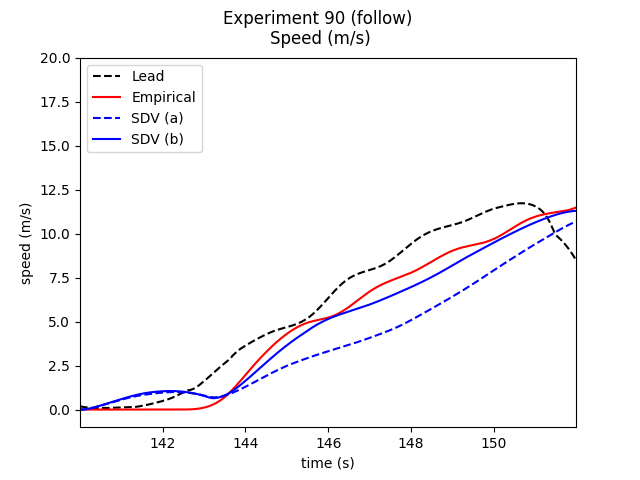 Experiment 90 (follow)
Speed (m/s)
20.0
17.5
15.0
12.5
10.0
7.5
5.0
2.5
0.0
speed (m/s)
Lead
Empirical
SDV (a)
SDV (b)
142
144
146
148
150
time (s)